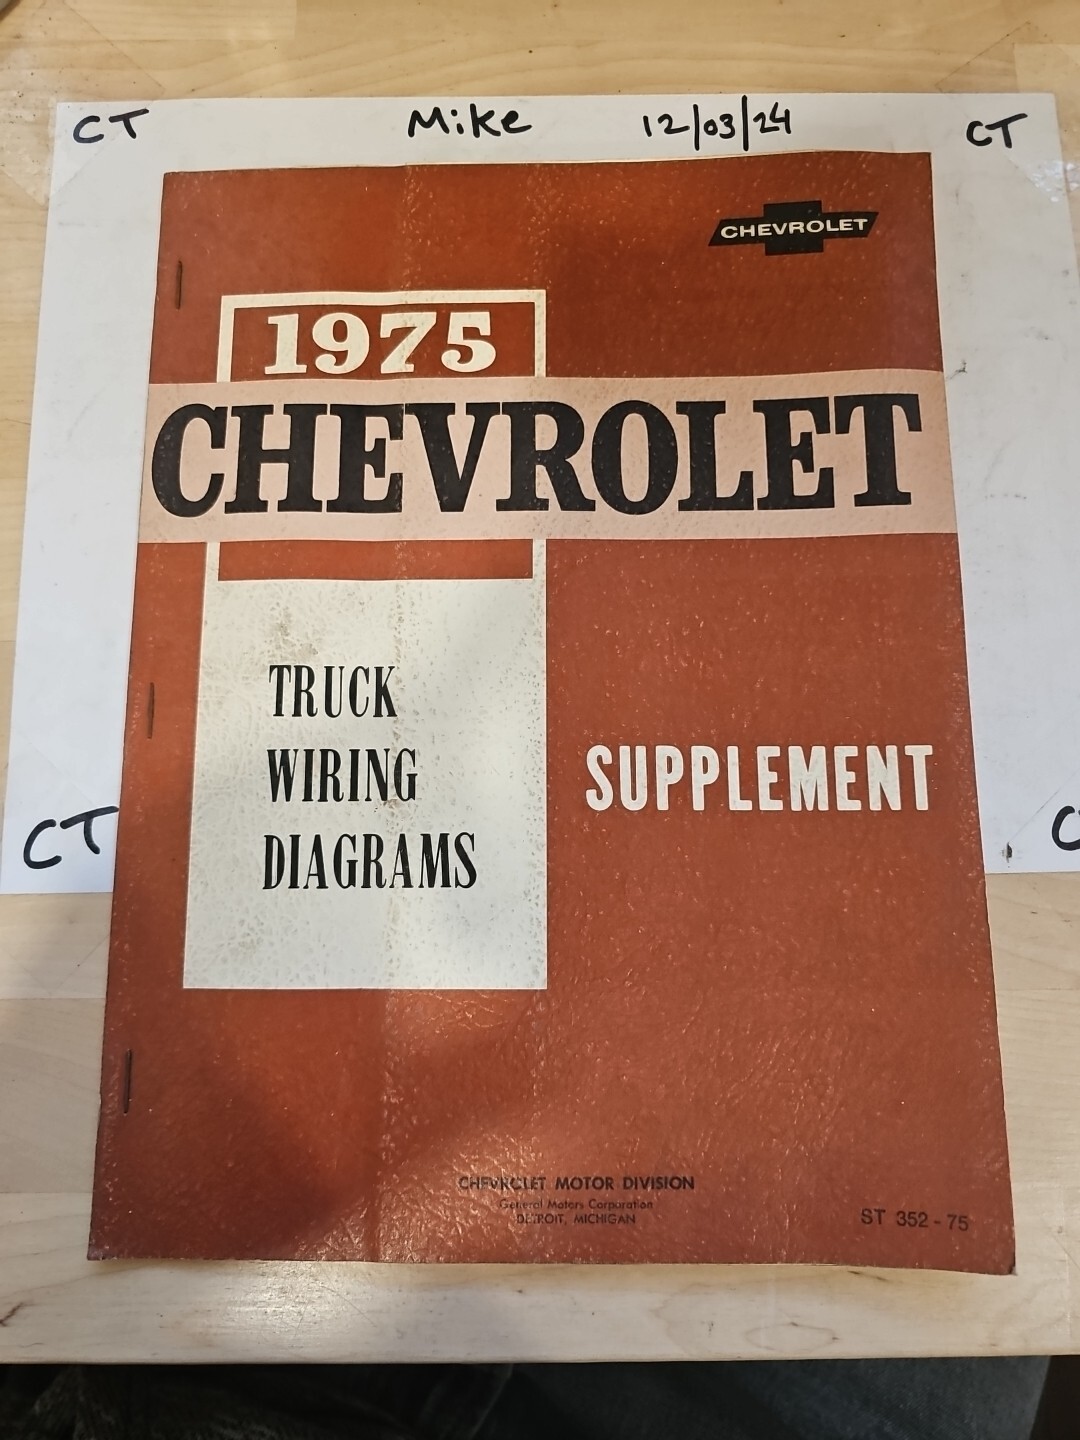 CT Mike 12/03/24 CT
CHEVROLET
1975
CHEVROLET
TRUCK
WIRING
DIAGRAMS
SUPPLEMENT
CT
CHEVROLET MOTOR DIVISION
General Motors Corporation
DETROIT, MICHIGAN
ST 352-75